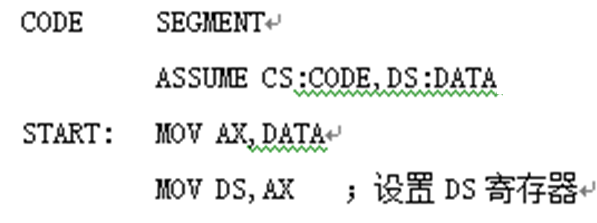 CODE SEGMENT
ASSUME CS:CODE,DS:DATA
START: MOV AX,DATA
MOV DS,AX ；设置 DS 寄存器